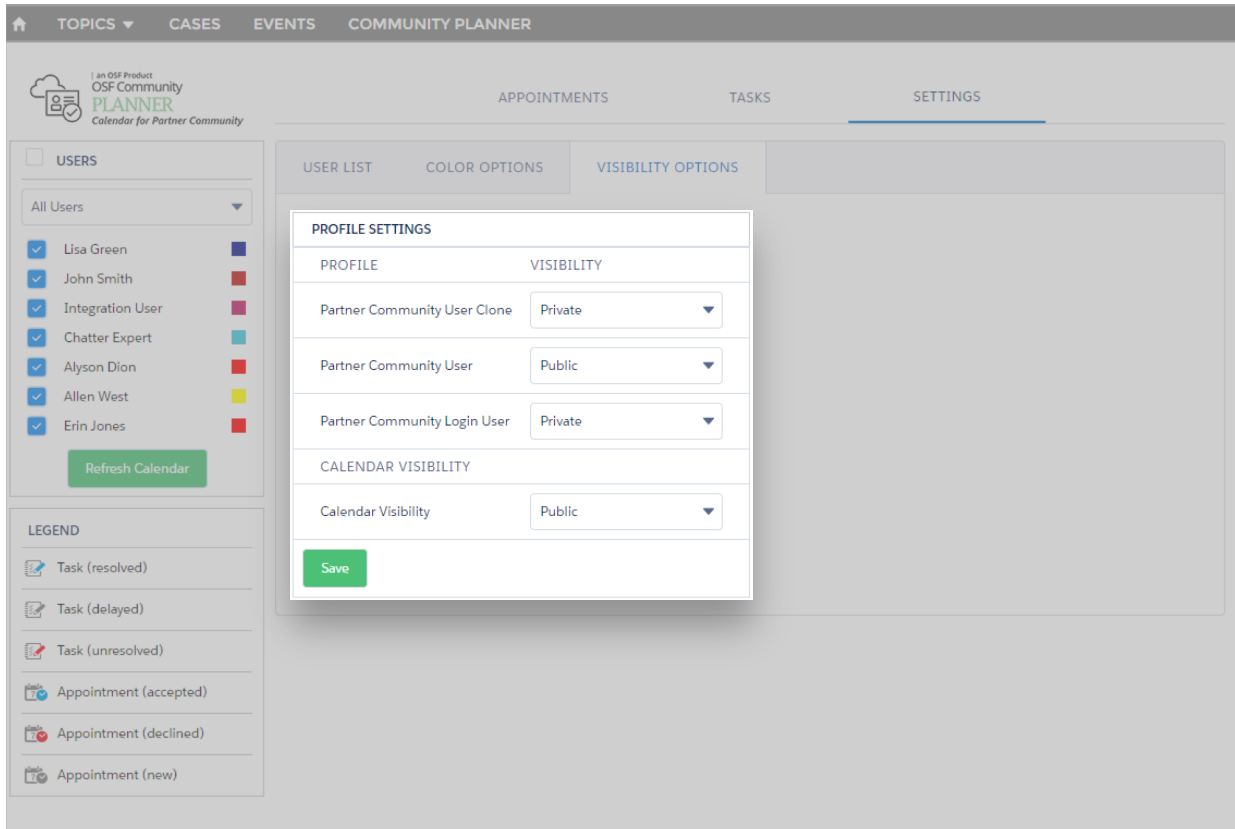 TOPICS CASES EVENTS COMMUNITY PLANNER
| an OSF Product
OSF Community
PLANNER
Calendar for Partner Community
APPOINTMENTS TASKS SETTINGS
USERS
All Users
Lisa Green
John Smith
Integration User
Chatter Expert
Alyson Dion
Allen West
Erin Jones
Refresh Calendar
LEGEND
Task (resolved)
Task (delayed)
Task (unresolved)
Appointment (accepted)
Appointment (declined)
Appointment (new)
USER LIST COLOR OPTIONS VISIBILITY OPTIONS
PROFILE SETTINGS
PROFILE VISIBILITY
Partner Community User Clone Private
Partner Community User Public
Partner Community Login User Private
CALENDAR VISIBILITY
Calendar Visibility Public
Save